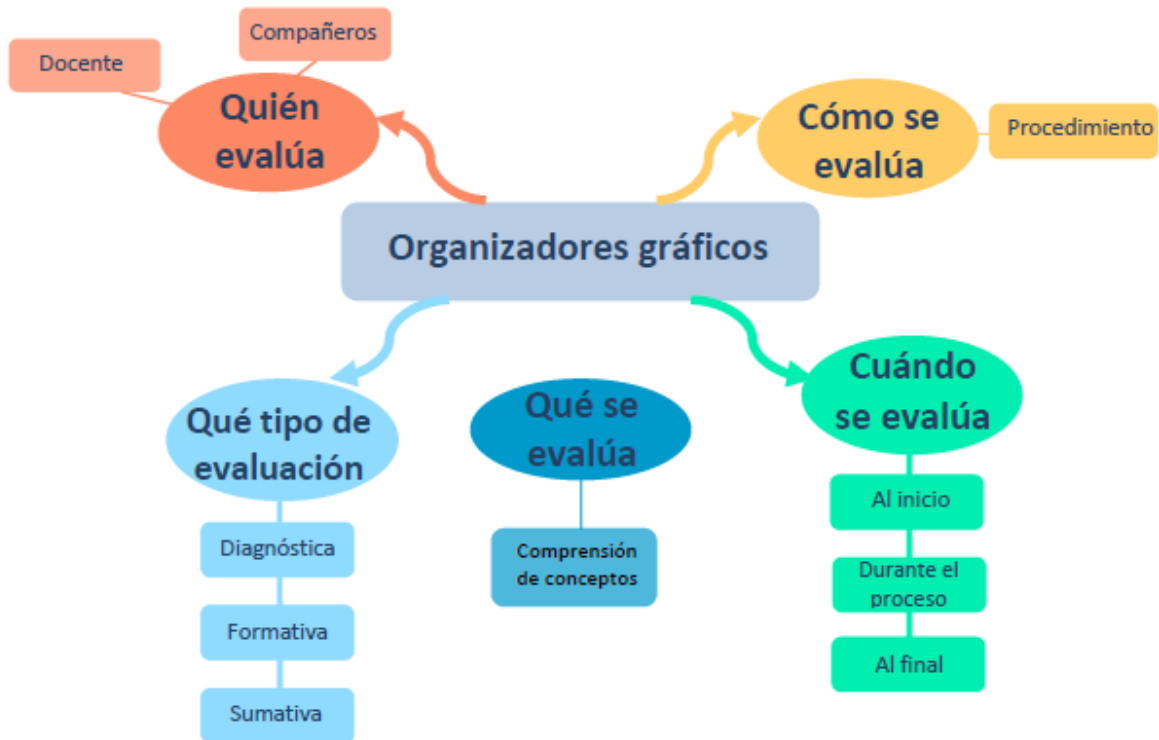 Compañeros
Docente
Quién
evalúa
Cómo se
evalúa
Procedimiento
Organizadores gráficos
Qué tipo de
evaluación
Diagnóstica
Formativa
Sumativa
Qué se
evalúa
Comprensión
de conceptos
Cuándo
se evalúa
Al inicio
Durante el
proceso
Al final